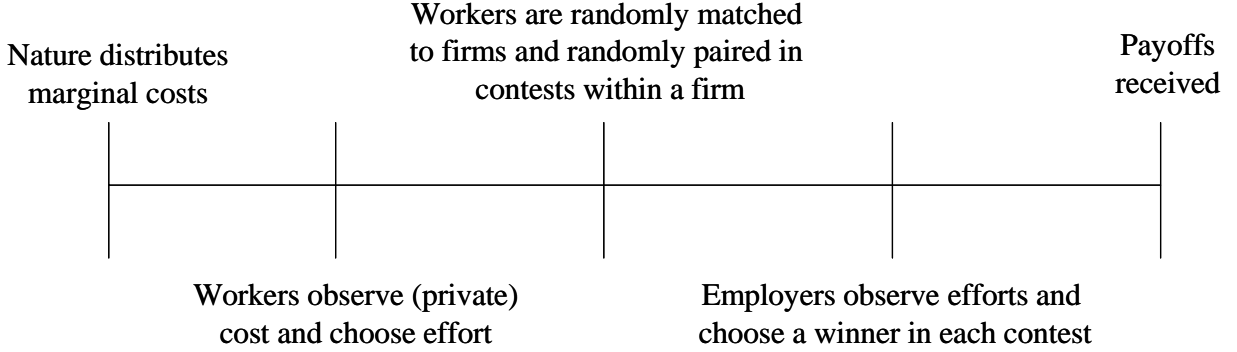 Nature distributes
marginal costs
Workers observe (private)
cost and choose effort
Workers are randomly matched
to firms and randomly paired in
contests within a firm
Employers observe efforts and
choose a winner in each contest
Payoffs
received